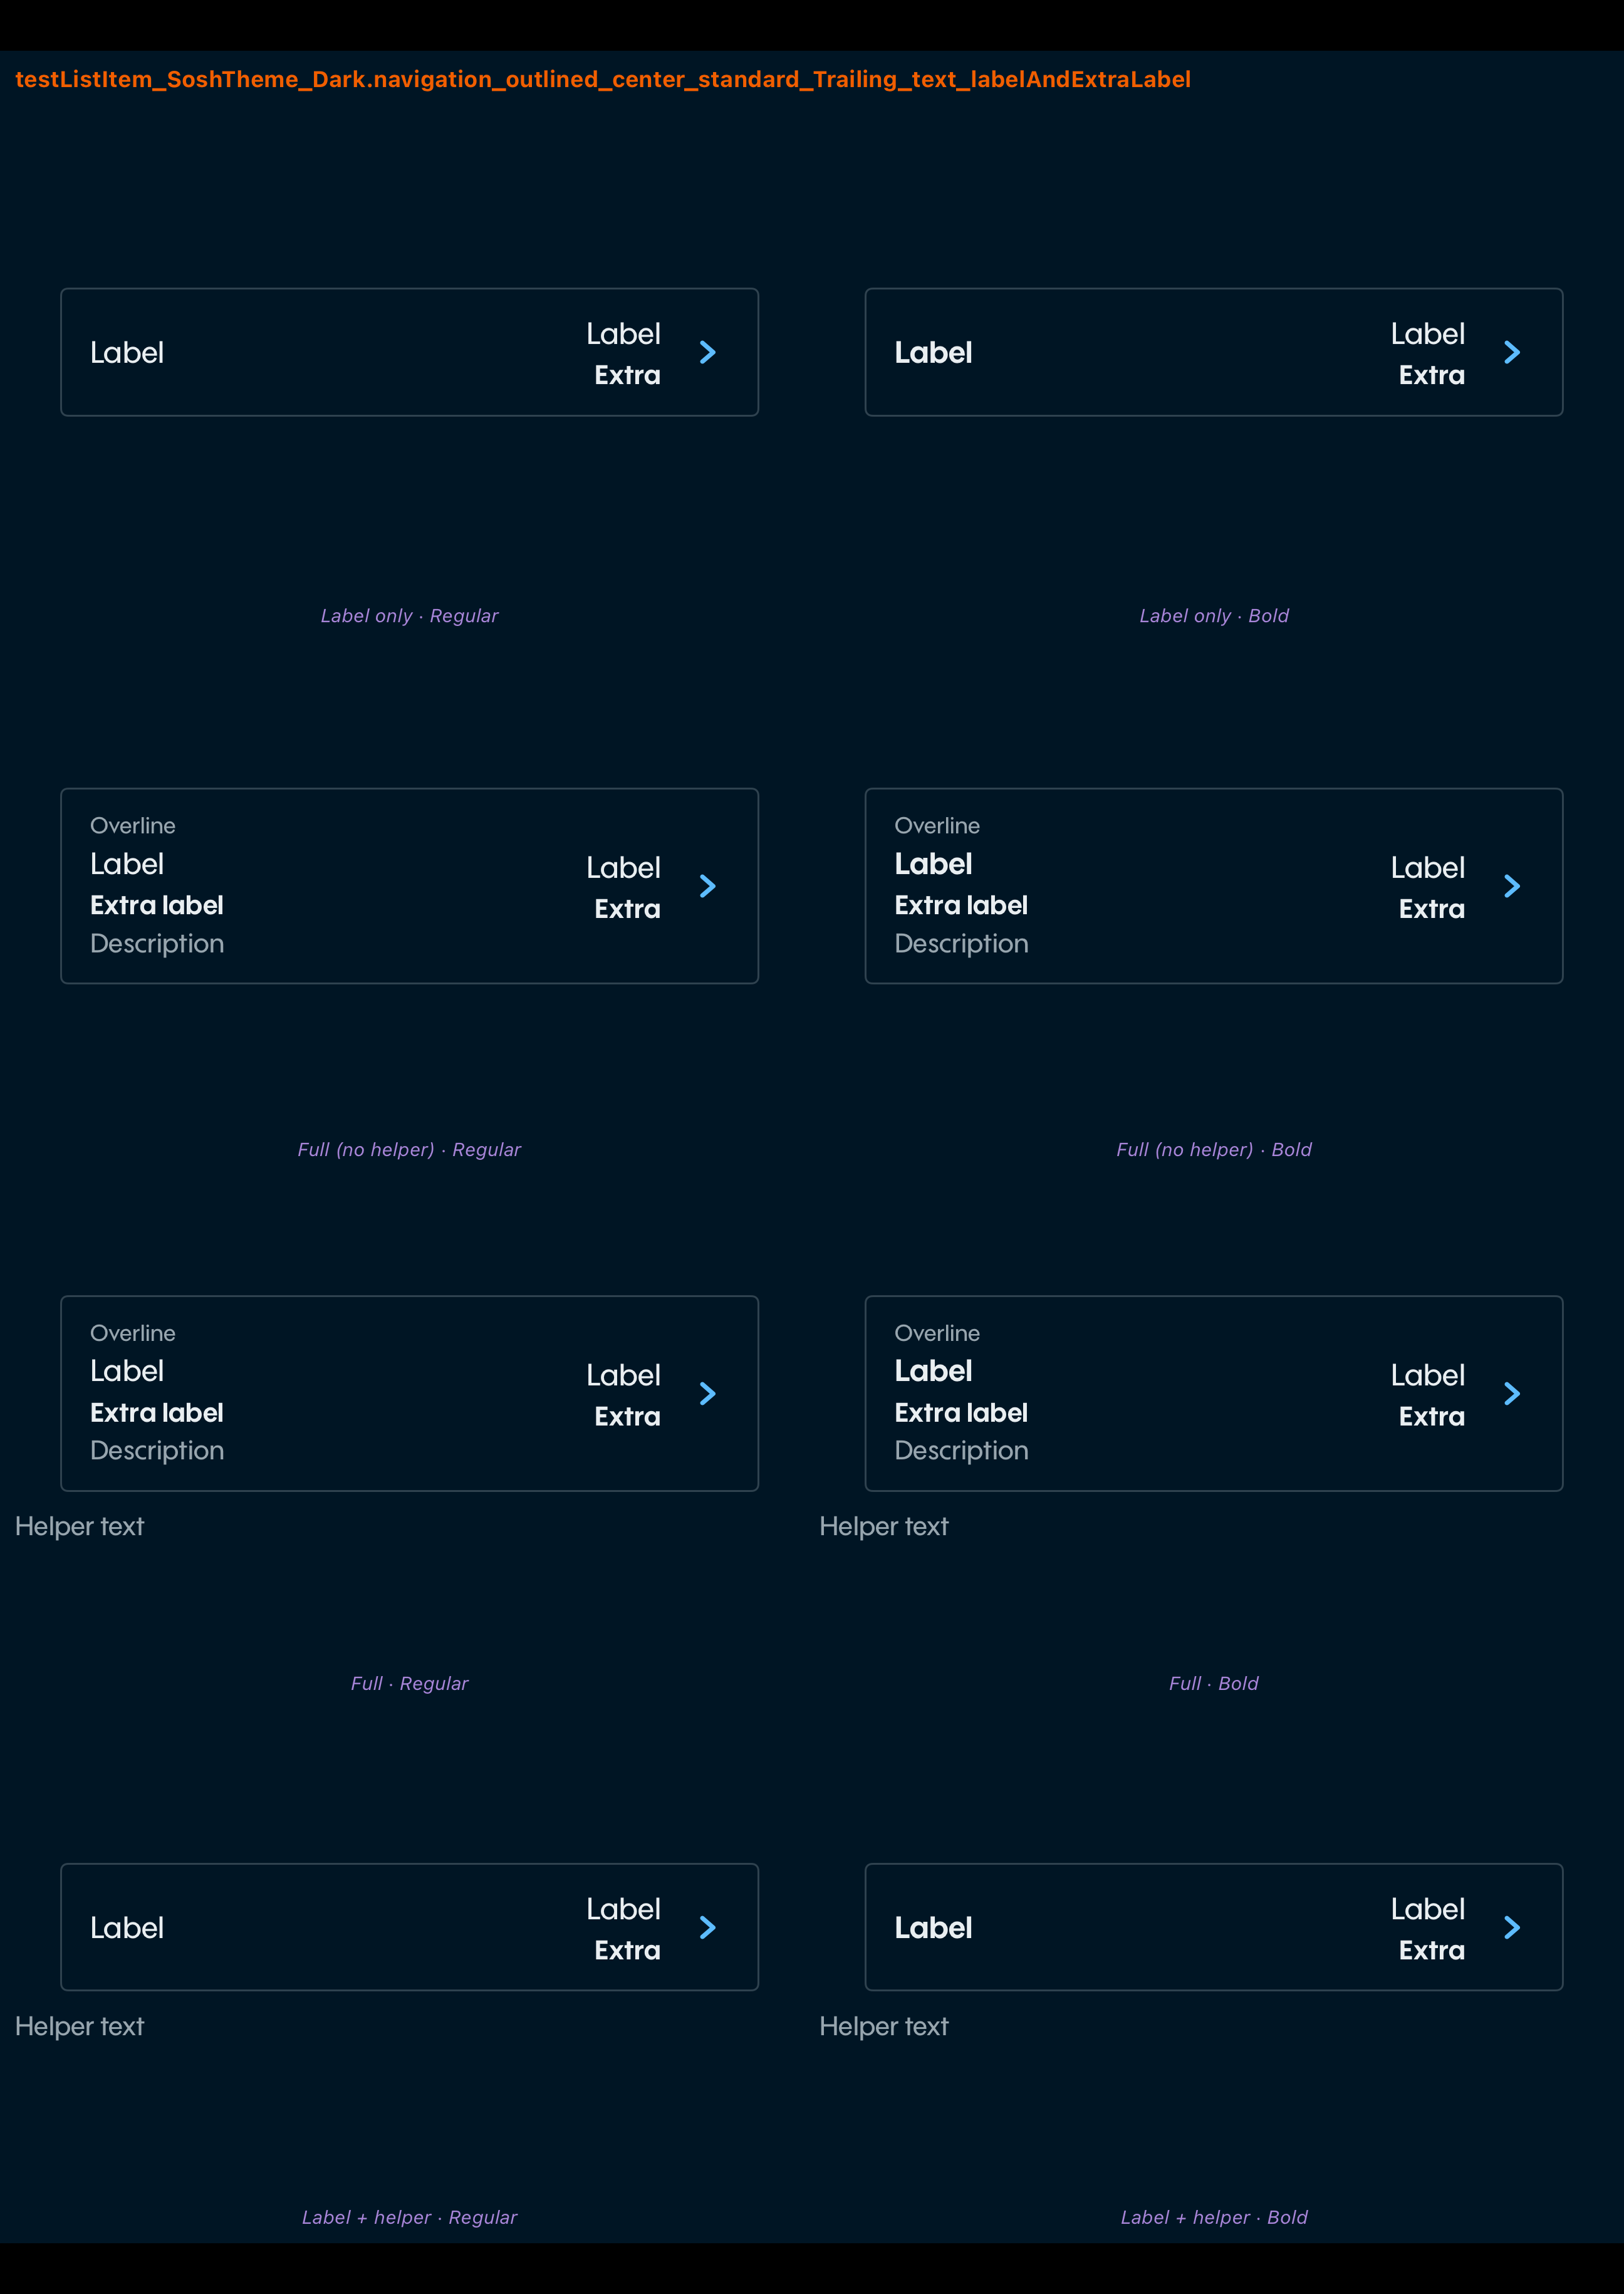 testListItem_SoshTheme_Dark.navigation_outlined_center_standard_Trailing_text_labelAndExtraLabel
Label
Label
Extra
Label
Label
Extra
Label only · Regular
Label only · Bold
Overline
Label
Extra label
Description
Label
Extra
Overline
Label
Extra label
Description
Label
Extra
Full (no helper) · Regular
Full (no helper) · Bold
Overline
Label
Extra label
Description
Label
Extra
Helper text
Overline
Label
Extra label
Description
Label
Extra
Helper text
Full · Regular
Full · Bold
Label
Label
Extra
Helper text
Label
Label
Extra
Helper text
Label + helper · Regular
Label + helper · Bold